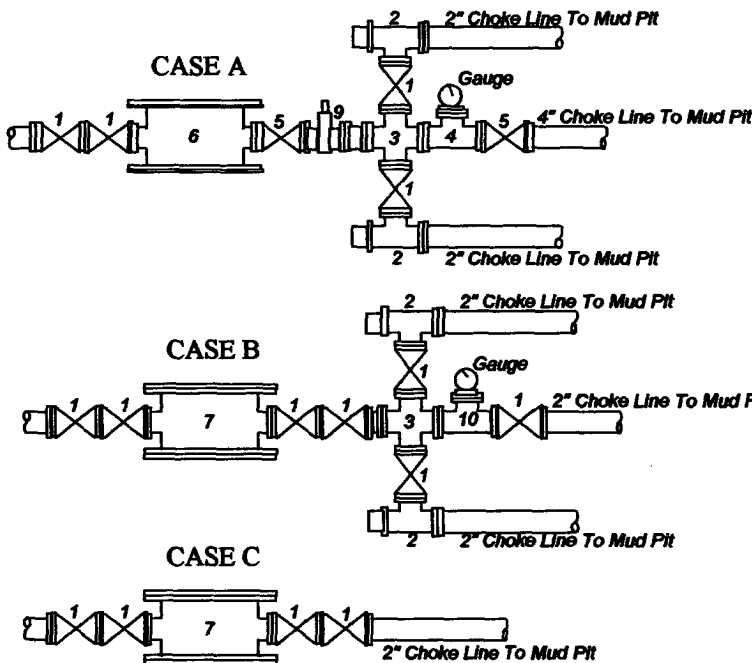 2 2" Choke Line To Mud Pit
CASE A
Gauge
1
1 1 6 5 9 3 4 5 4" Choke Line To Mud Pit
1
2 2" Choke Line To Mud Pit
2 2" Choke Line To Mud Pit
CASE B
Gauge
1
1 1 7 1 1 3 10 1 2" Choke Line To Mud P
1
2 2" Choke Line To Mud Pit
CASE C
1 1 7 1 1
2" Choke Line To Mud Pit